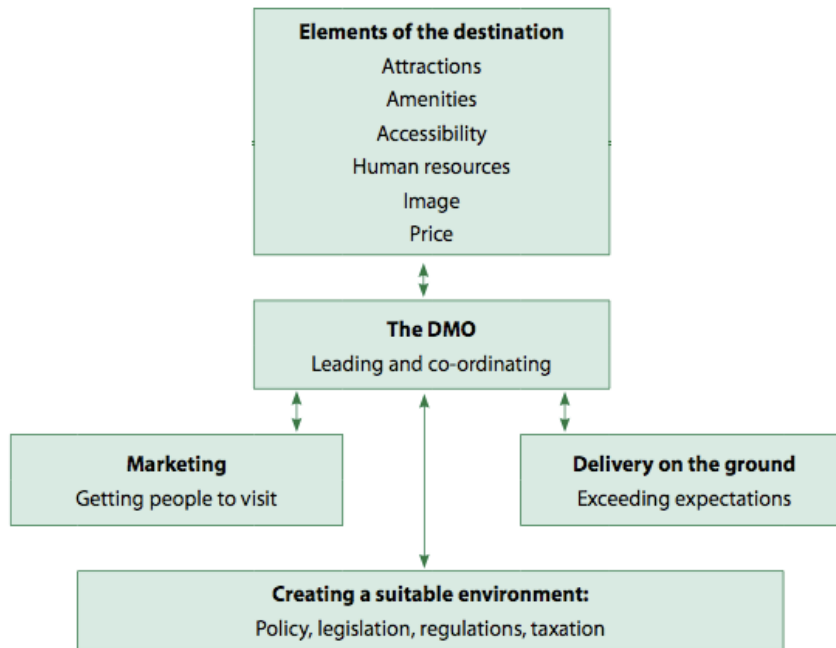 Elements of the destination
Attractions
Amenities
Accessibility
Human resources
Image
Price
The DMO
Leading and co-ordinating
Marketing
Getting people to visit
Delivery on the ground
Exceeding expectations
Creating a suitable environment:
Policy, legislation, regulations, taxation